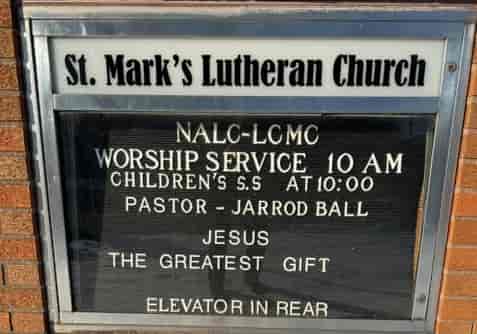 St. Mark's Lutheran Church
NALC-LCMC
WORSHIP SERVICE 10 AM
CHILDREN'S S.S AT 10:00
PASTOR - JARROD BALL
JESUS
THE GREATEST GIFT
ELEVATOR IN REAR